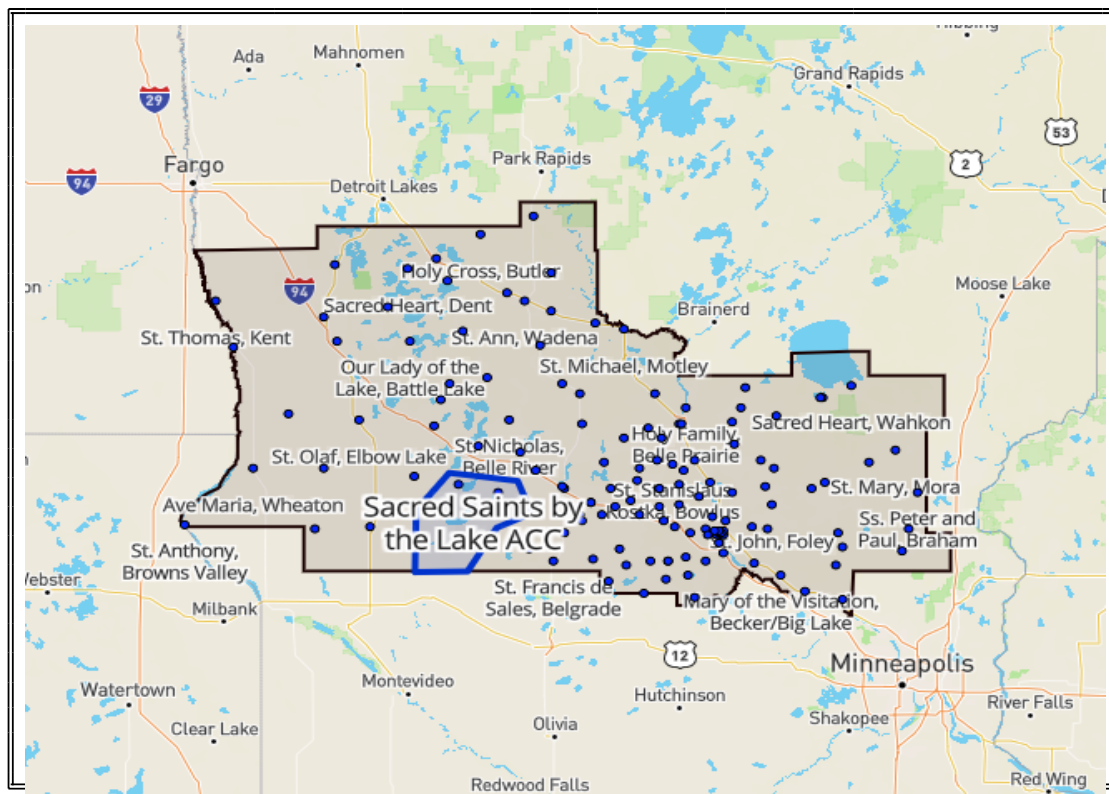 Hibbing
Mahnomen
Ada
Grand Rapids
29
53
Park Rapids
2
Fargo
94
Detroit Lakes
Holy Cross, Butler
Moose Lake
94
Sacred Heart, Dent
Brainerd
St. Thomas, Kent
St. Ann, Wadena
Our Lady of the
Lake, Battle Lake
St. Michael, Motley
Sacred Heart, Wahkon
St. Olaf, Elbow Lake
St. Nicholas,
Belle River
Holy Family,
Belle Prairie
Ave Maria, Wheaton
Sacred Saints by
the Lake ACC
St. Stanislaus
Kostka, Bowlus
St. Mary, Mora
St. Anthony,
Browns Valley
John, Foley
Ss. Peter and
Paul, Braham
Webster
Milbank
St. Francis de
Sales, Belgrade
Mary of the Visitation,
Becker/Big Lake
12
Minneapolis
Montevideo
Watertown
Hutchinson
River Falls
Clear Lake
Olivia
Shakopee
Redwood Falls
Red Wing